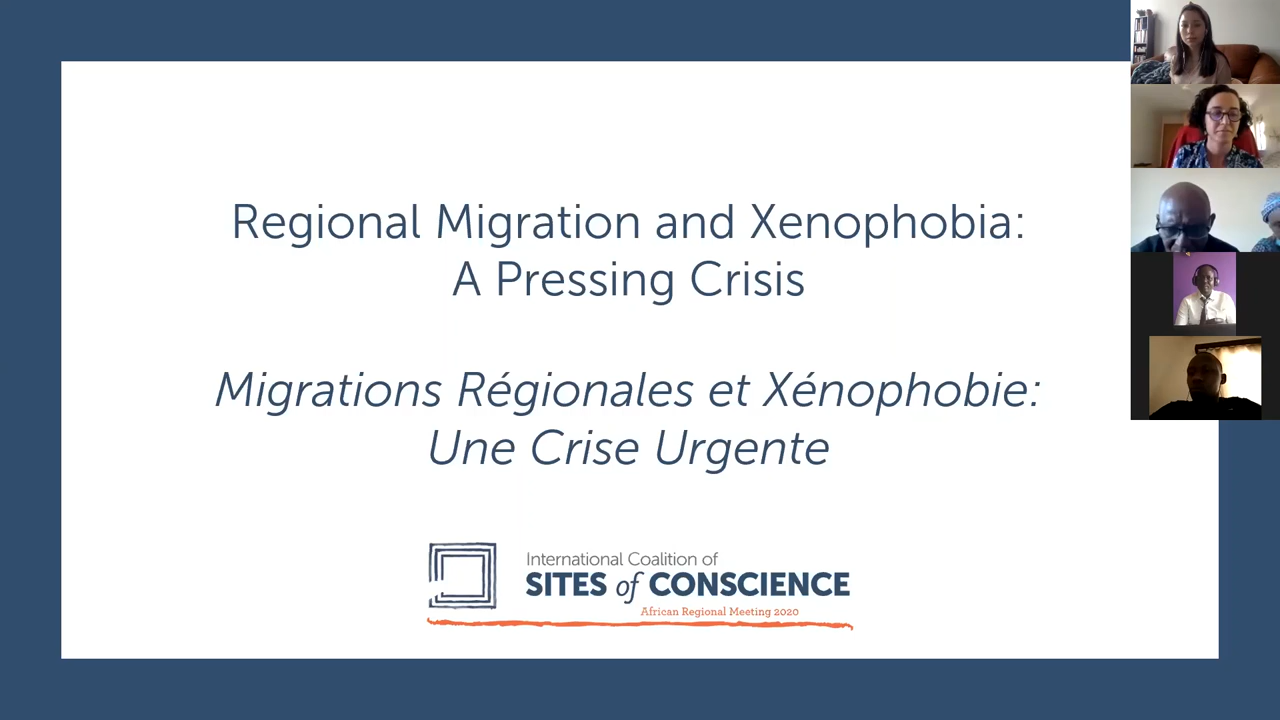 Regional Migration and Xenophobia:
A Pressing Crisis
Migrations Régionales et Xénophobie:
Une Crise Urgente
International Coalition of
SITES of CONSCIENCE
African Regional Meeting 2020